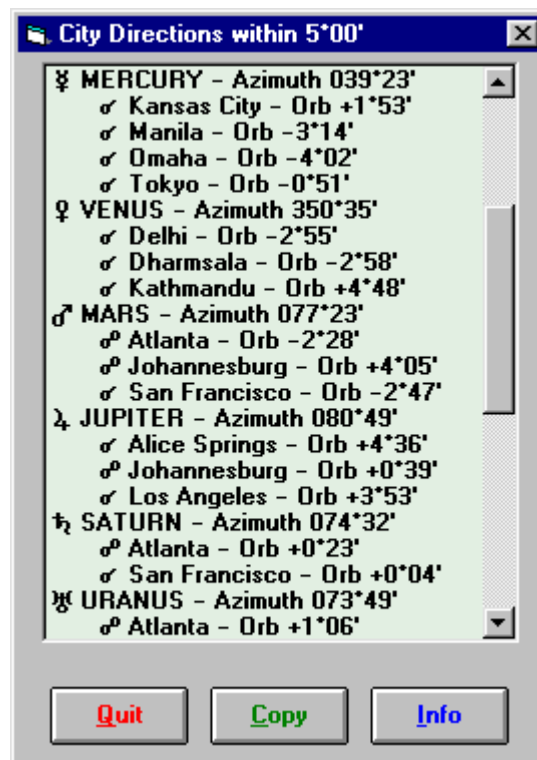 City Directions within 5°00'
☿ MERCURY - Azimuth 039°23'
☌ Kansas City - Orb +1°53'
☌ Manila - Orb -3°14'
☌ Omaha - Orb -4°02'
☌ Tokyo - Orb -0°51'
♀ VENUS - Azimuth 350°35'
☌ Delhi - Orb -2°55'
☌ Dharmsala - Orb -2°58'
☌ Kathmandu - Orb +4°48'
♂ MARS - Azimuth 077°23'
☍ Atlanta - Orb -2°28'
☍ Johannesburg - Orb +4°05'
☌ San Francisco - Orb -2°47'
♃ JUPITER - Azimuth 080°49'
☌ Alice Springs - Orb +4°36'
☍ Johannesburg - Orb +0°39'
☌ Los Angeles - Orb +3°53'
♄ SATURN - Azimuth 074°32'
☍ Atlanta - Orb +0°23'
☌ San Francisco - Orb +0°04'
♅ URANUS - Azimuth 073°49'
☍ Atlanta - Orb +1°06'
Quit Copy Info